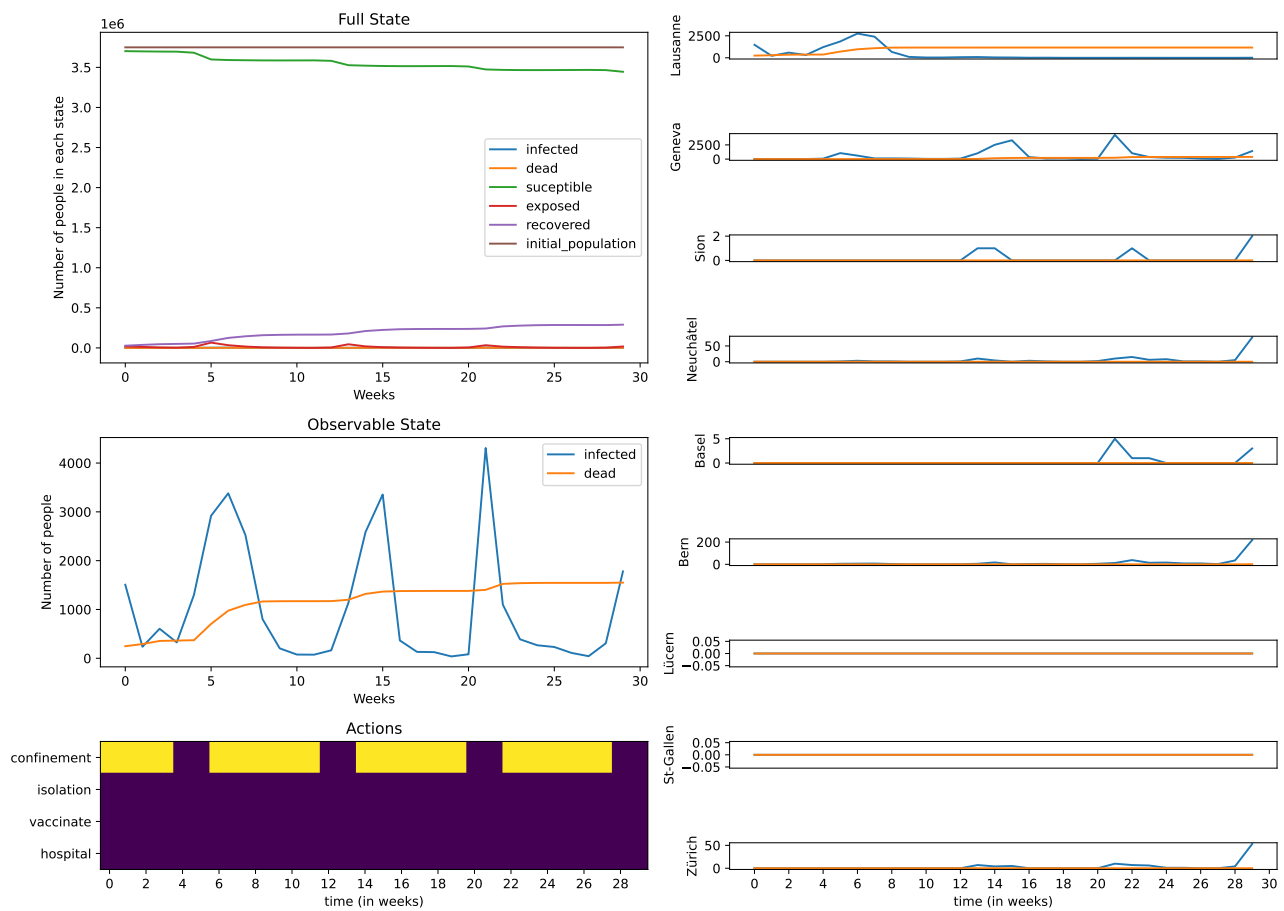 Full State
1e6
Number of people in each state
3.5
3.0
2.5
2.0
1.5
1.0
0.5
0.0
infected
dead
suceptible
exposed
recovered
initial_population
0 5 10 15 20 25 30
Weeks
Observable State
Number of people
4000
3000
2000
1000
0
infected
dead
0 5 10 15 20 25 30
Weeks
Actions
confinement
isolation
vaccinate
hospital
0 2 4 6 8 10 12 14 16 18 20 22 24 26 28
time (in weeks)
Lausanne
2500
0
Geneva
2500
0
Sion
2
0
Neuchâtel
50
0
Basel
5
0
Bern
200
0
Lücern
0.05
0.00
−0.05
St-Gallen
0.05
0.00
−0.05
Zürich
50
0
0 2 4 6 8 10 12 14 16 18 20 22 24 26 28 30
time (in weeks)